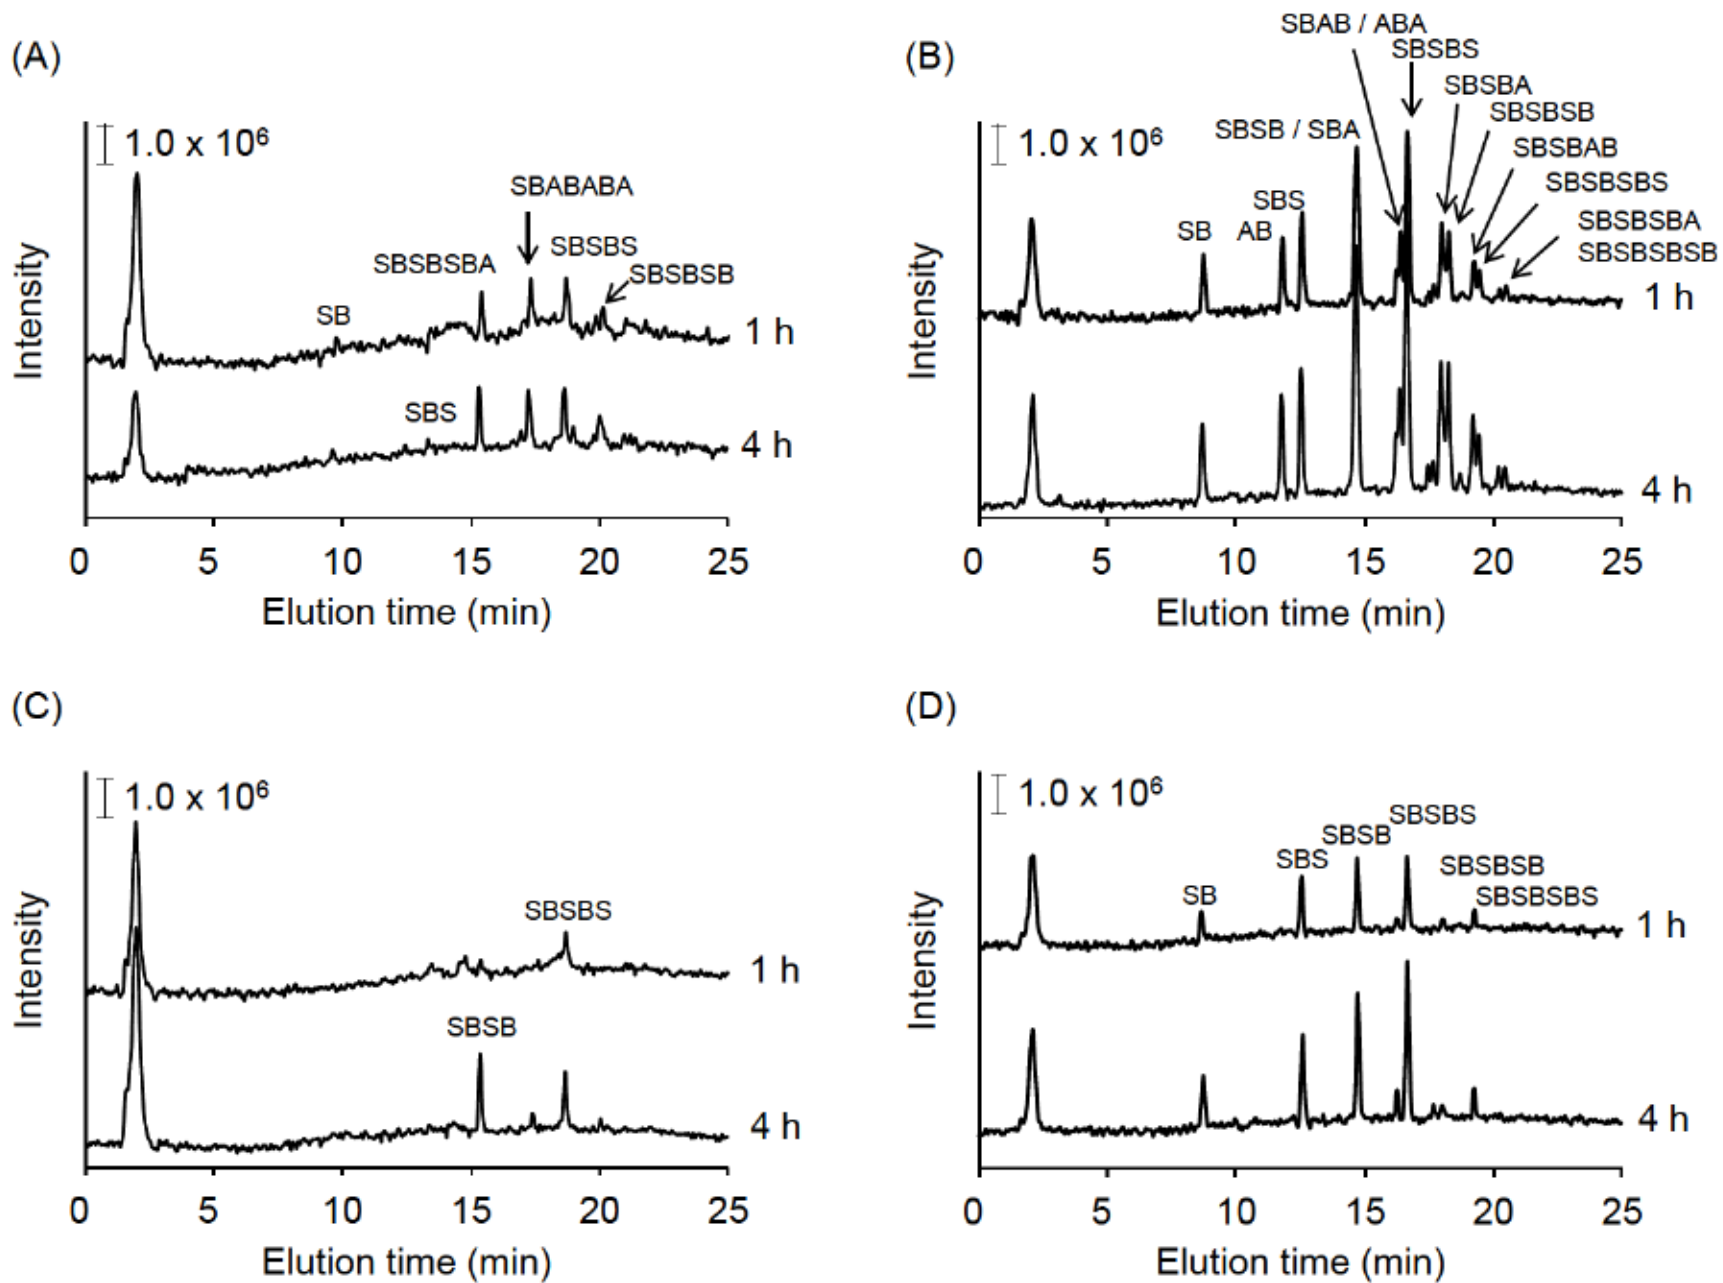 (A)
1.0 x 10⁶
Intensity
SBABABA
SBSBSBA
SBSBS
SBSBSB
SB
1 h
SBS
4 h
0 5 10 15 20 25
Elution time (min)
(B)
1.0 x 10⁶
Intensity
SBAB / ABA
SBSBS
SBSBA
SBSBSB
SBSB / SBA
SBSBAB
SBSBSBS
SBS
SB
AB
SBSBSBA
SBSBSBSB
1 h
4 h
0 5 10 15 20 25
Elution time (min)
(C)
1.0 x 10⁶
Intensity
SBSBS
1 h
SBSB
4 h
0 5 10 15 20 25
Elution time (min)
(D)
1.0 x 10⁶
Intensity
SBSBS
SBSB
SBS
SBSBSB
SB
SBSBSBS
1 h
4 h
0 5 10 15 20 25
Elution time (min)